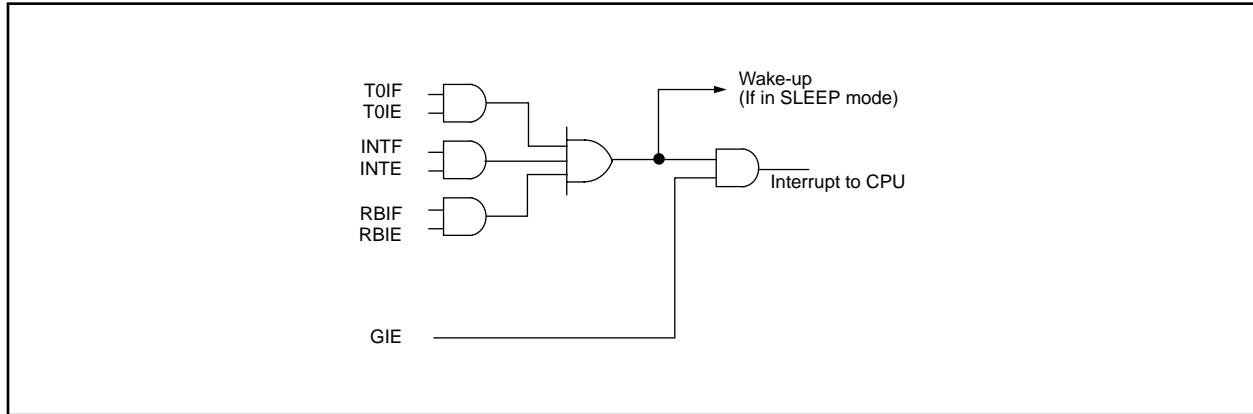 T0IF
T0IE
INTF
INTE
RBIF
RBIE
GIE
Wake-up
(If in SLEEP mode)
Interrupt to CPU